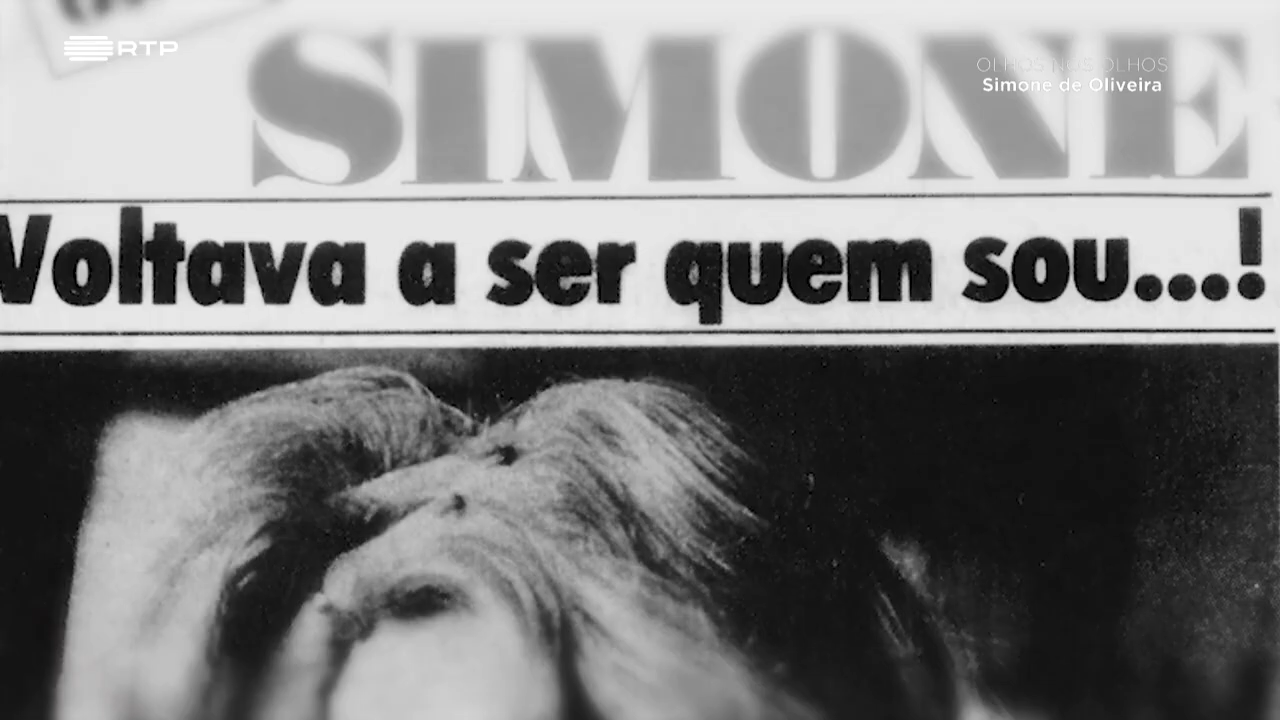 RTP
SIMONE
OLHOS NOS OLHOS
Simone de Oliveira
Voltava a ser quem sou...!